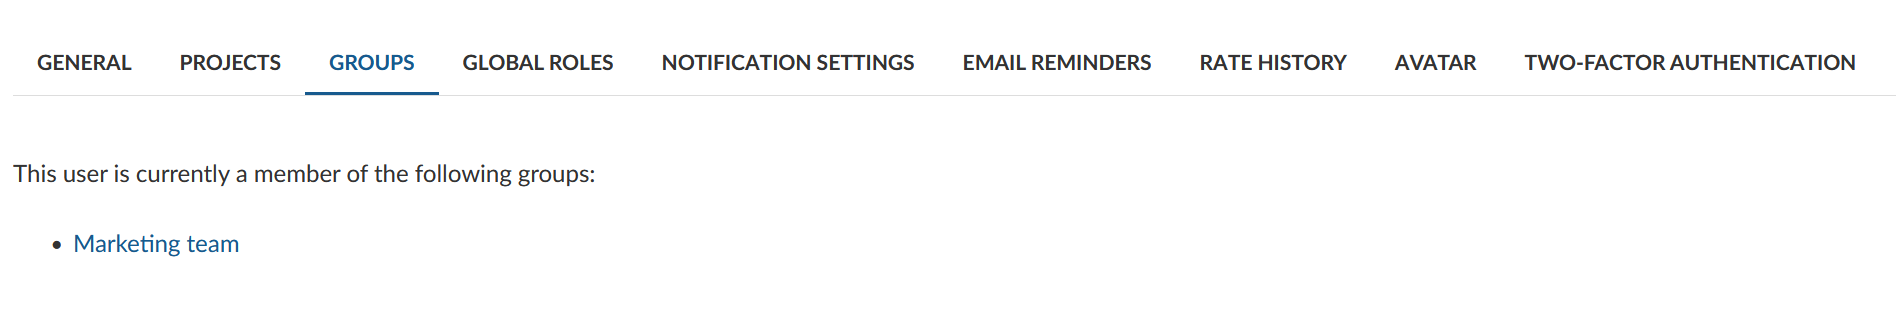 GENERAL PROJECTS GROUPS GLOBAL ROLES NOTIFICATION SETTINGS EMAIL REMINDERS RATE HISTORY AVATAR TWO-FACTOR AUTHENTICATION
This user is currently a member of the following groups:
• Marketing team